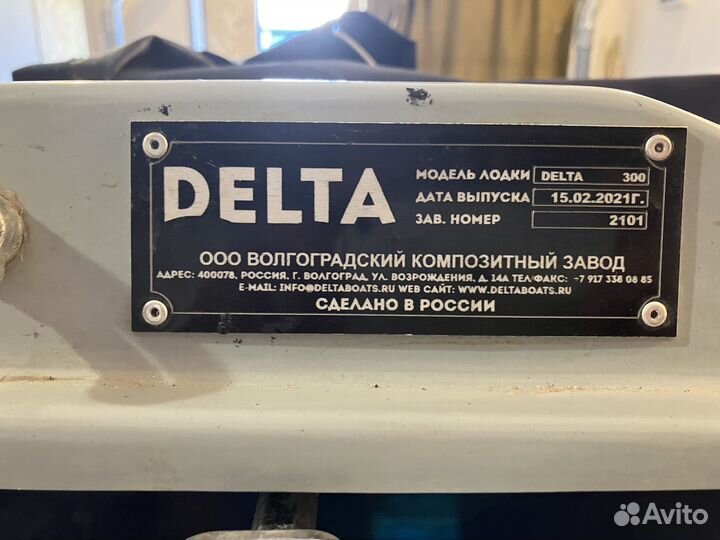 DELTA
МОДЕЛЬ ЛОДКИ DELTA 300
ДАТА ВЫПУСКА 15.02.2021Г.
ЗАВ. НОМЕР 2101
ООО ВОЛГОГРАДСКИЙ КОМПОЗИТНЫЙ ЗАВОД
АДРЕС: 400078, РОССИЯ, Г. ВОЛГОГРАД, УЛ. ВОЗРОЖДЕНИЯ, Д. 14А ТЕЛ/ФАКС: +7 917 338 08 85
E-MAIL: INFO@DELTABOATS.RU WEB САЙТ: WWW.DELTABOATS.RU
СДЕЛАНО В РОССИИ
Avito